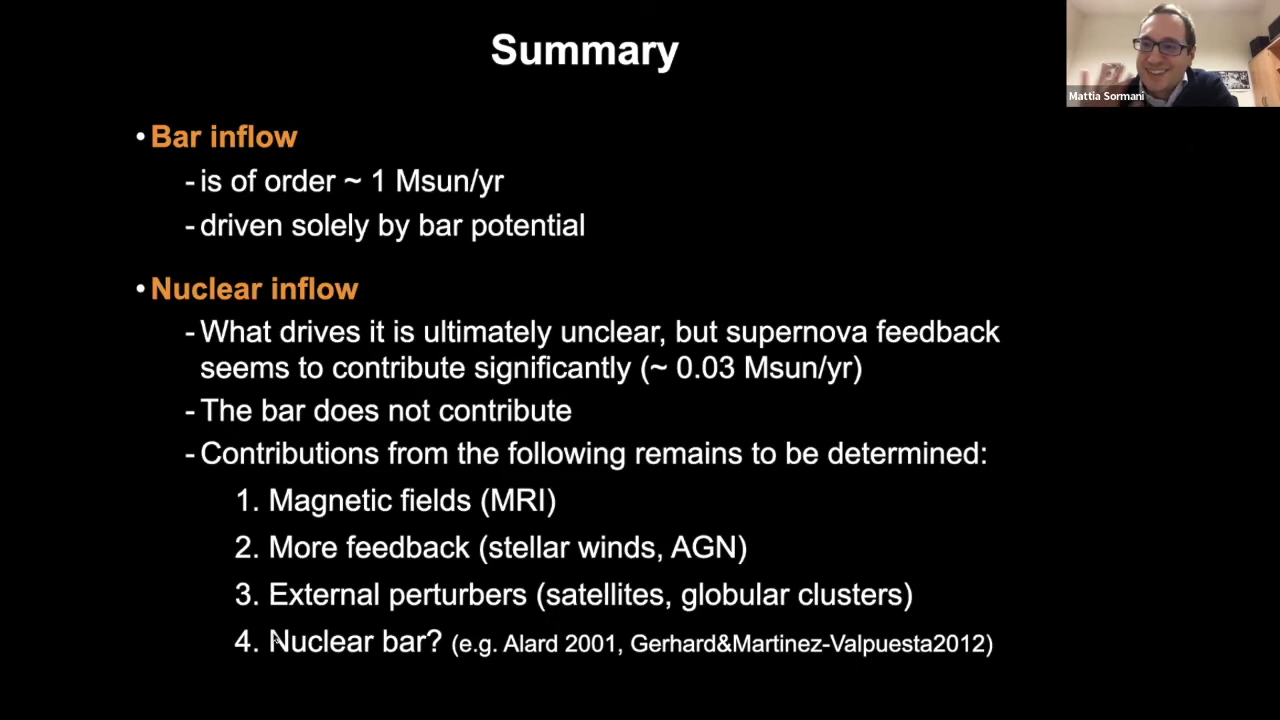 Summary
Mattia Sormani
• Bar inflow
- is of order ~ 1 Msun/yr
- driven solely by bar potential
• Nuclear inflow
- What drives it is ultimately unclear, but supernova feedback
seems to contribute significantly (~ 0.03 Msun/yr)
- The bar does not contribute
- Contributions from the following remains to be determined:
1. Magnetic fields (MRI)
2. More feedback (stellar winds, AGN)
3. External perturbers (satellites, globular clusters)
4. Nuclear bar? (e.g. Alard 2001, Gerhard&Martinez-Valpuesta2012)